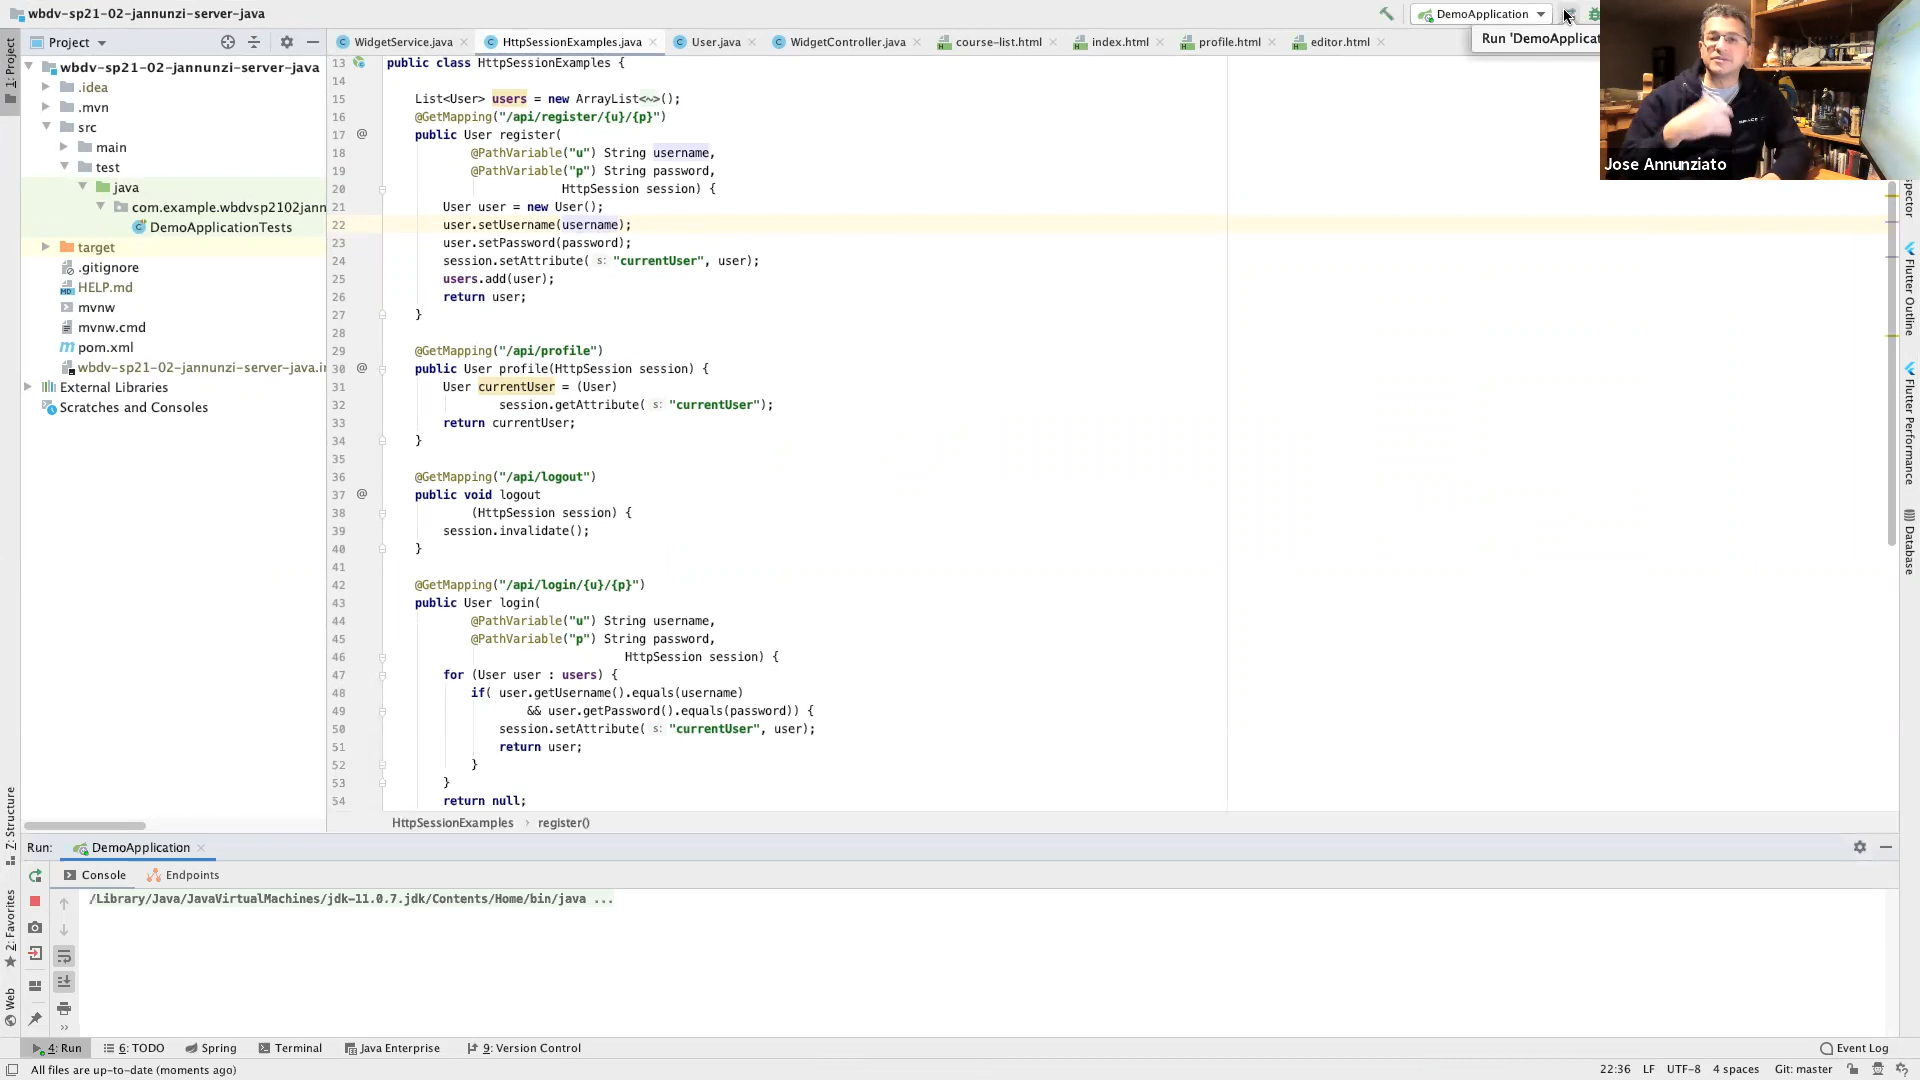 wbdv-sp21-02-jannunzi-server-java
DemoApplication
Run 'DemoApplicat
Project
WidgetService.java
HttpSessionExamples.java
User.java
WidgetController.java
course-list.html
index.html
profile.html
editor.html
Jose Annunziato
1: Project
wbdv-sp21-02-jannunzi-server-java
.idea
.mvn
src
main
test
java
com.example.wbdvsp2102jann
DemoApplicationTests
target
.gitignore
HELP.md
mvnw
mvnw.cmd
pom.xml
wbdv-sp21-02-jannunzi-server-java.i
External Libraries
Scratches and Consoles
13 public class HttpSessionExamples {
14
15 List<User> users = new ArrayList<~>();
16 @GetMapping("/api/register/{u}/{p}")
17 public User register(
18 @PathVariable("u") String username,
19 @PathVariable("p") String password,
20 HttpSession session) {
21 User user = new User();
22 user.setUsername(username);
23 user.setPassword(password);
24 session.setAttribute( s: "currentUser", user);
25 users.add(user);
26 return user;
27 }
28
29 @GetMapping("/api/profile")
30 public User profile(HttpSession session) {
31 User currentUser = (User)
32 session.getAttribute( s: "currentUser");
33 return currentUser;
34 }
35
36 @GetMapping("/api/logout")
37 public void logout
38 (HttpSession session) {
39 session.invalidate();
40 }
41
42 @GetMapping("/api/login/{u}/{p}")
43 public User login(
44 @PathVariable("u") String username,
45 @PathVariable("p") String password,
46 HttpSession session) {
47 for (User user : users) {
48 if( user.getUsername().equals(username)
49 && user.getPassword().equals(password)) {
50 session.setAttribute( s: "currentUser", user);
51 return user;
52 }
53 }
54 return null;
HttpSessionExamples › register()
spector
Flutter Outline
Flutter Performance
Database
Z: Structure
2: Favorites
Web
Run:
DemoApplication
Console
Endpoints
/Library/Java/JavaVirtualMachines/jdk-11.0.7.jdk/Contents/Home/bin/java ...
4: Run
6: TODO
Spring
Terminal
Java Enterprise
9: Version Control
Event Log
All files are up-to-date (moments ago)
22:36 LF UTF-8 4 spaces Git: master